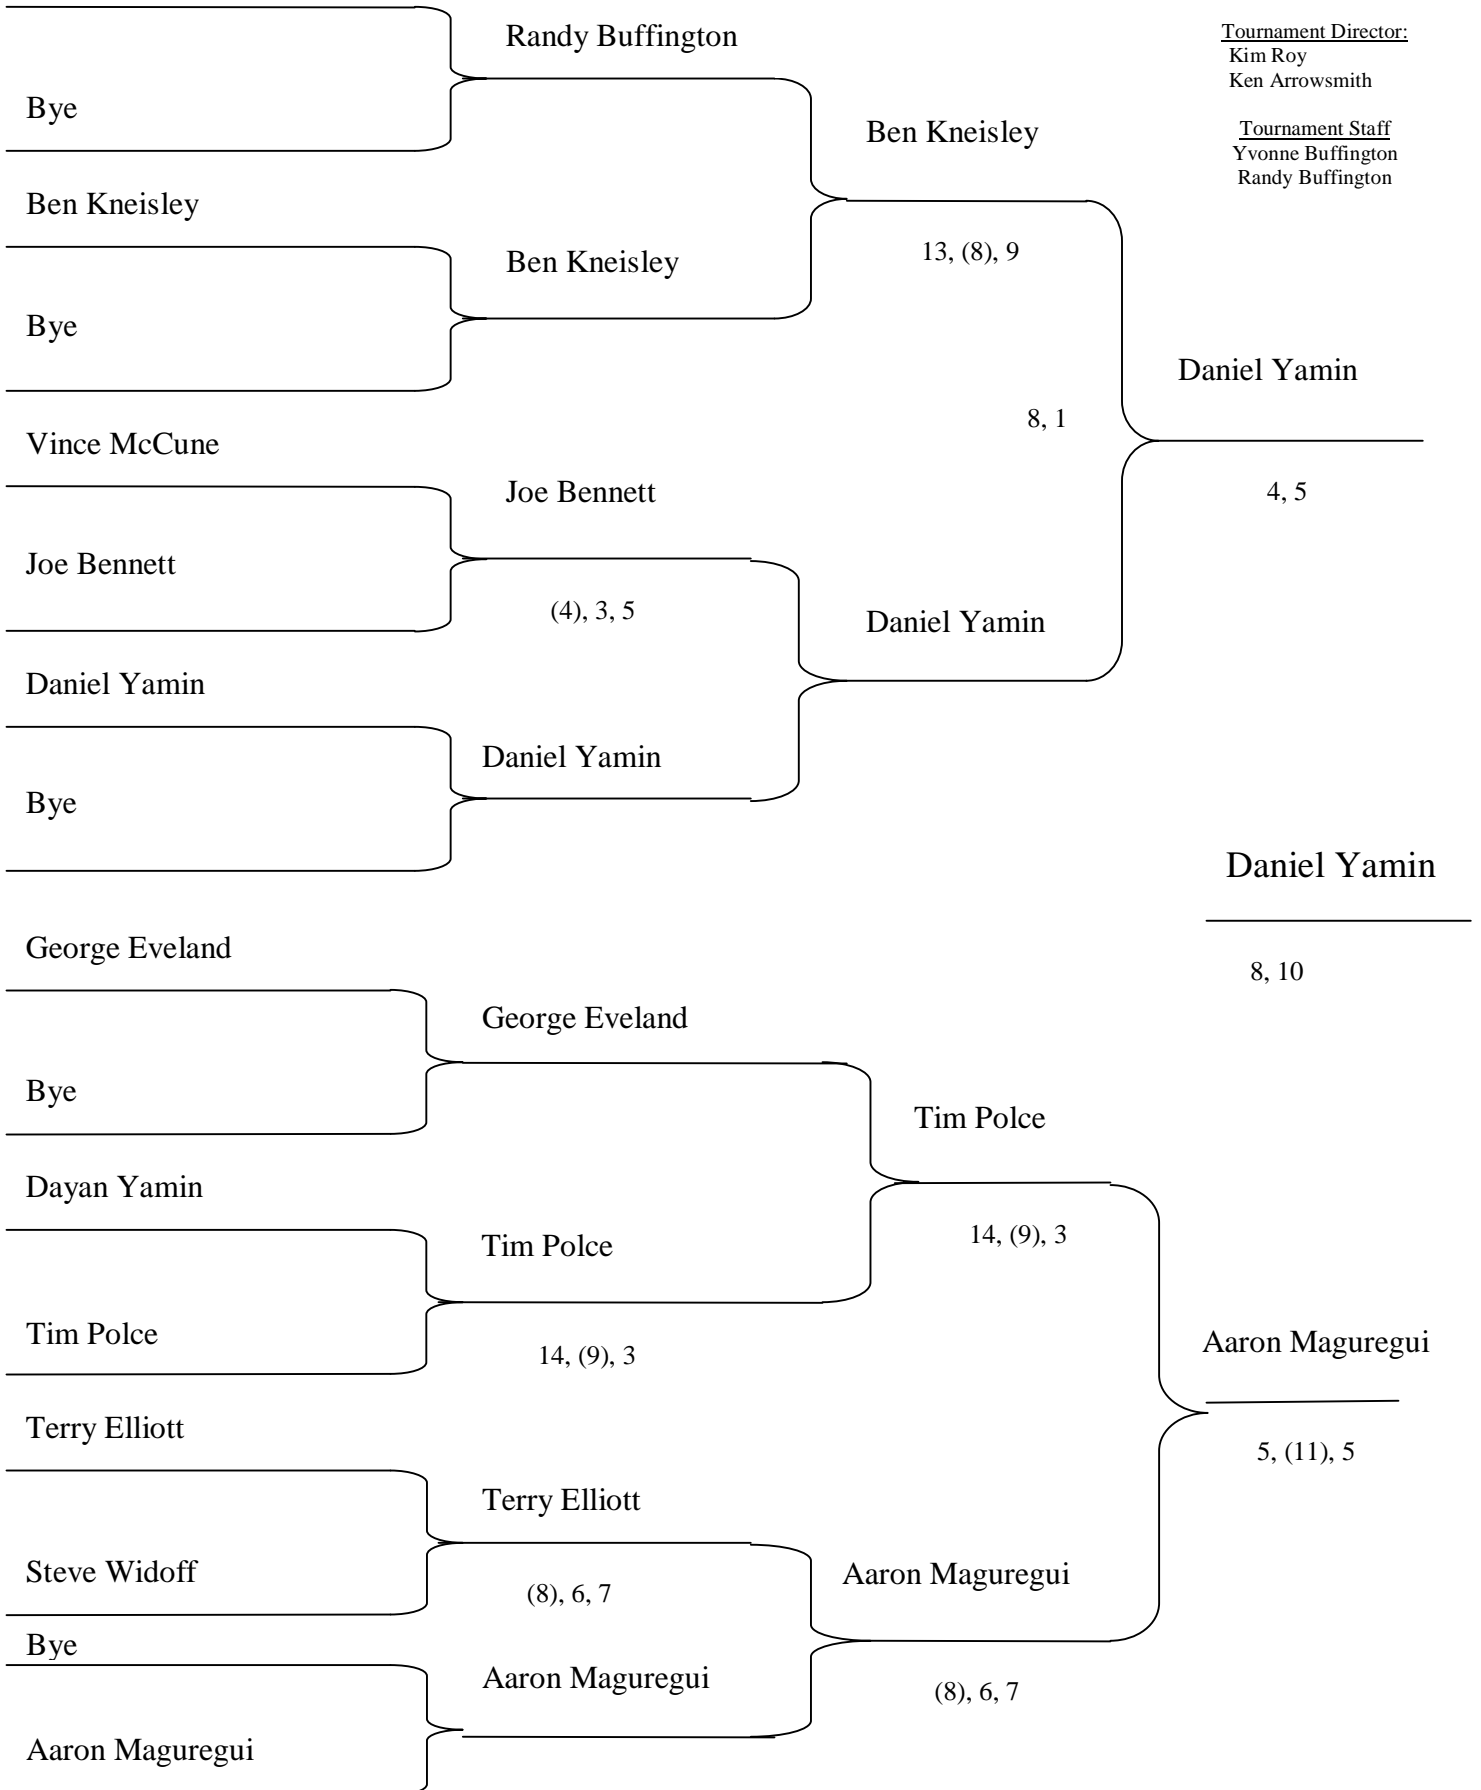 Randy Buffington
Tournament Director:
Kim Roy
Ken Arrowsmith
Bye
Ben Kneisley
Tournament Staff
Yvonne Buffington
Randy Buffington
Ben Kneisley
Ben Kneisley
13, (8), 9
Bye
Daniel Yamin
8, 1
Vince McCune
Joe Bennett
4, 5
Joe Bennett
(4), 3, 5
Daniel Yamin
Daniel Yamin
Daniel Yamin
Bye
Daniel Yamin
George Eveland
8, 10
George Eveland
Bye
Tim Polce
Dayan Yamin
14, (9), 3
Tim Polce
Tim Polce
Aaron Maguregui
14, (9), 3
Terry Elliott
5, (11), 5
Terry Elliott
Steve Widoff
Aaron Maguregui
(8), 6, 7
Bye
Aaron Maguregui
(8), 6, 7
Aaron Maguregui